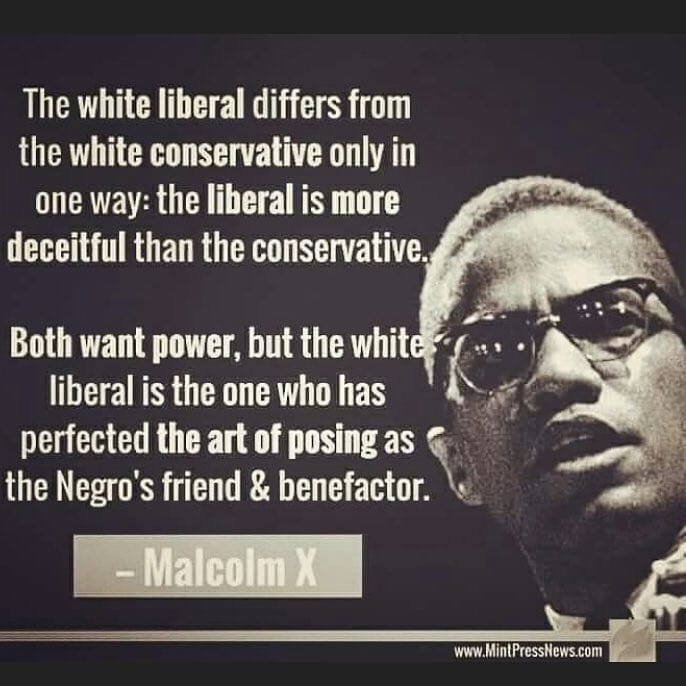 The white liberal differs from
the white conservative only in
one way: the liberal is more
deceitful than the conservative.
Both want power, but the white
liberal is the one who has
perfected the art of posing as
the Negro's friend & benefactor.
– Malcolm X
www.MintPressNews.com